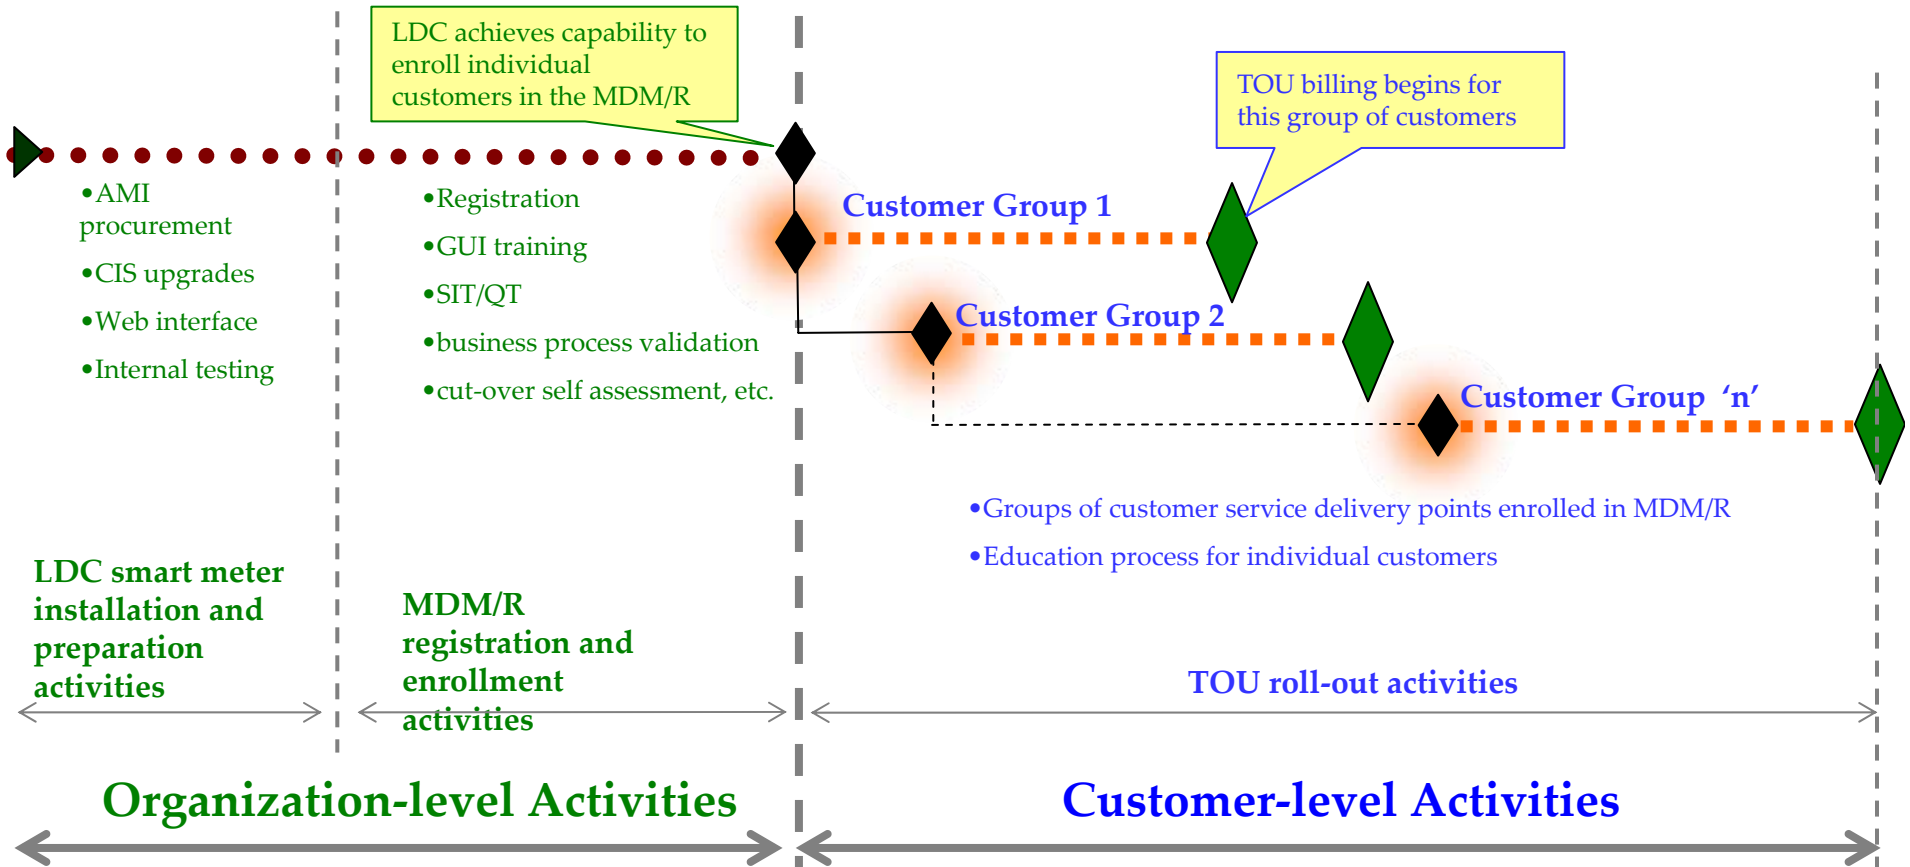 LDC achieves capability to
enroll individual
customers in the MDM/R
TOU billing begins for
this group of customers
•AMI
procurement
•CIS upgrades
•Web interface
•Internal testing
•Registration
•GUI training
•SIT/QT
•business process validation
•cut-over self assessment, etc.
Customer Group 1
Customer Group 2
Customer Group ‘n’
•Groups of customer service delivery points enrolled in MDM/R
•Education process for individual customers
LDC smart meter
installation and
preparation
activities
MDM/R
registration and
enrollment
activities
TOU roll-out activities
Organization-level Activities
Customer-level Activities